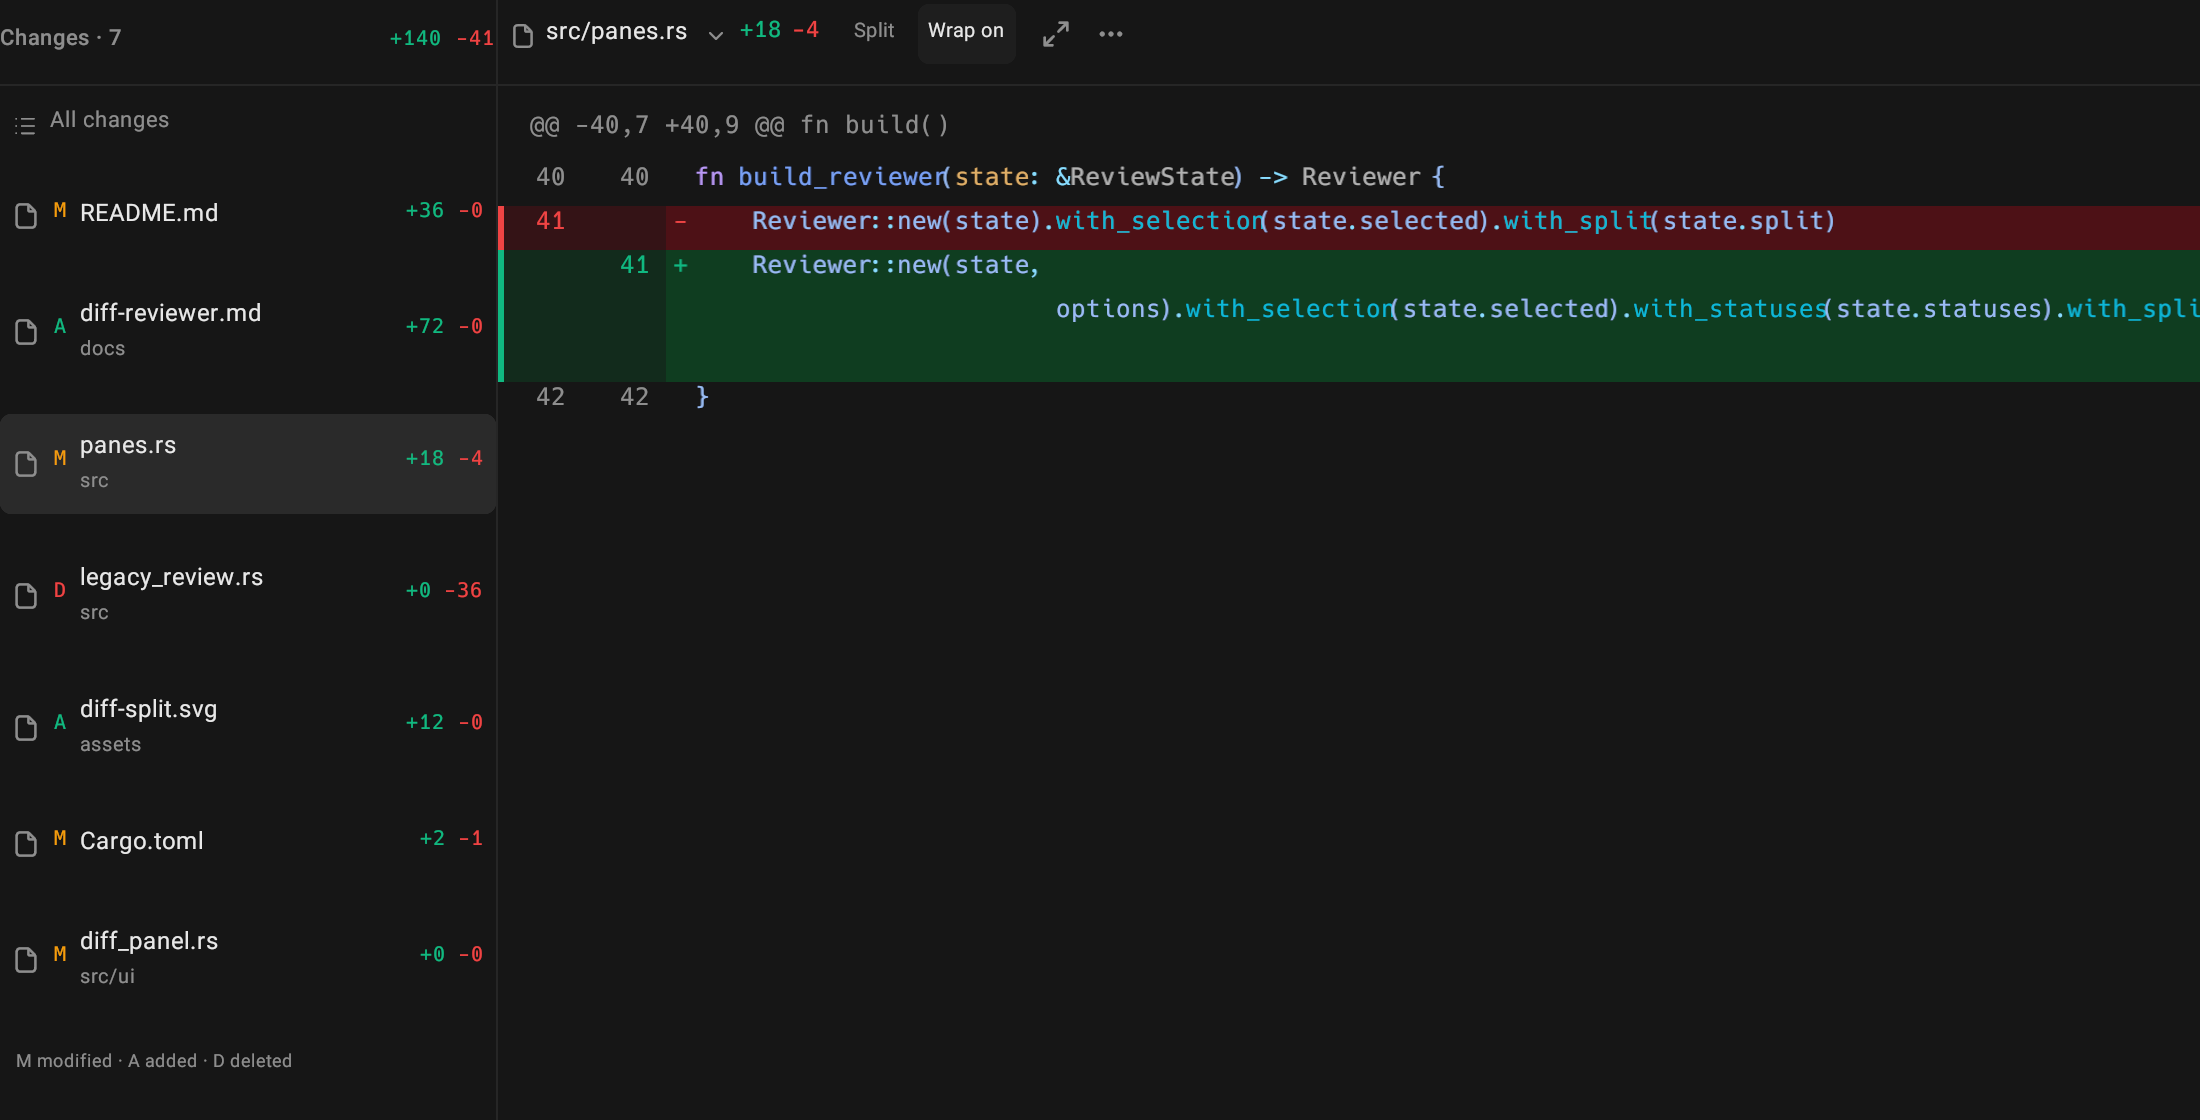 Changes · 7 +140 -41
All changes
M README.md +36 -0
A diff-reviewer.md +72 -0
docs
M panes.rs +18 -4
src
D legacy_review.rs +0 -36
src
A diff-split.svg +12 -0
assets
M Cargo.toml +2 -1
M diff_panel.rs +0 -0
src/ui
M modified · A added · D deleted
src/panes.rs +18 -4 Split Wrap on
@@ -40,7 +40,9 @@ fn build()
40 40 fn build_reviewer(state: &ReviewState) -> Reviewer {
41 - Reviewer::new(state).with_selection(state.selected).with_split(state.split)
41 + Reviewer::new(state,
options).with_selection(state.selected).with_statuses(state.statuses).with_spli
42 42 }